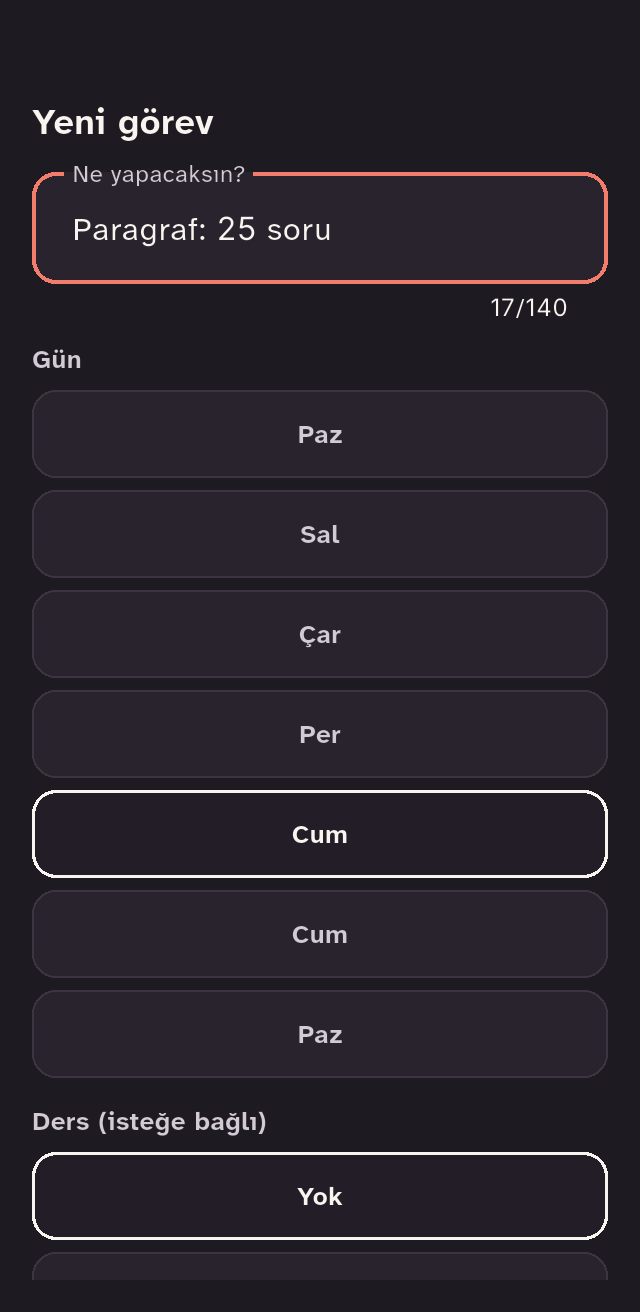 Yeni görev
Ne yapacaksın?
Paragraf: 25 soru
17/140
Gün
Paz
Sal
Çar
Per
Cum
Cum
Paz
Ders (isteğe bağlı)
Yok